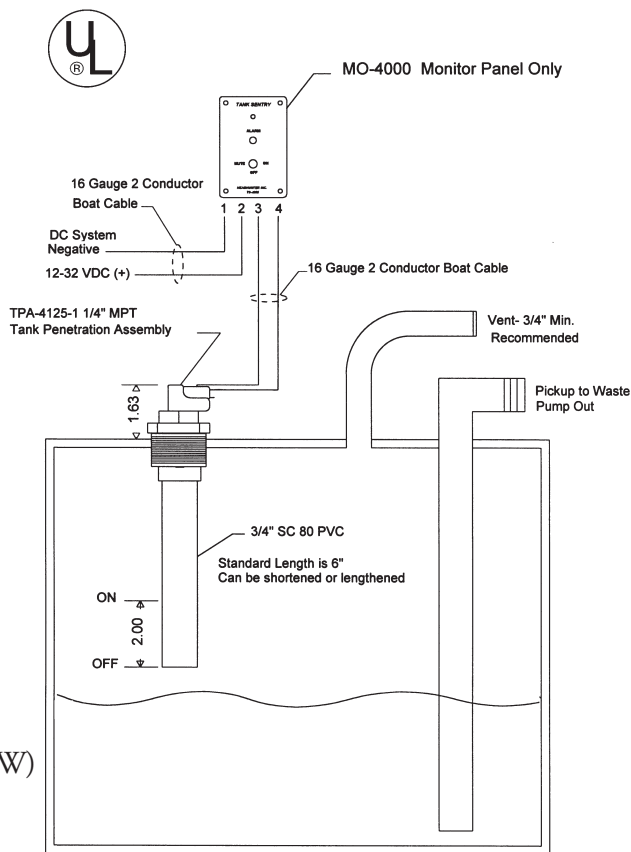 UL
®
MO-4000 Monitor Panel Only
TANK SENTRY
ALARM
MUTE ON
OFF
1 2 3 4
16 Gauge 2 Conductor
Boat Cable
DC System
Negative
12-32 VDC (+)
16 Gauge 2 Conductor Boat Cable
TPA-4125-1 1/4" MPT
Tank Penetration Assembly
Vent- 3/4" Min.
Recommended
1.63
Pickup to Waste
Pump Out
3/4" SC 80 PVC
Standard Length is 6"
Can be shortened or lengthened
ON
2.00
OFF
W)